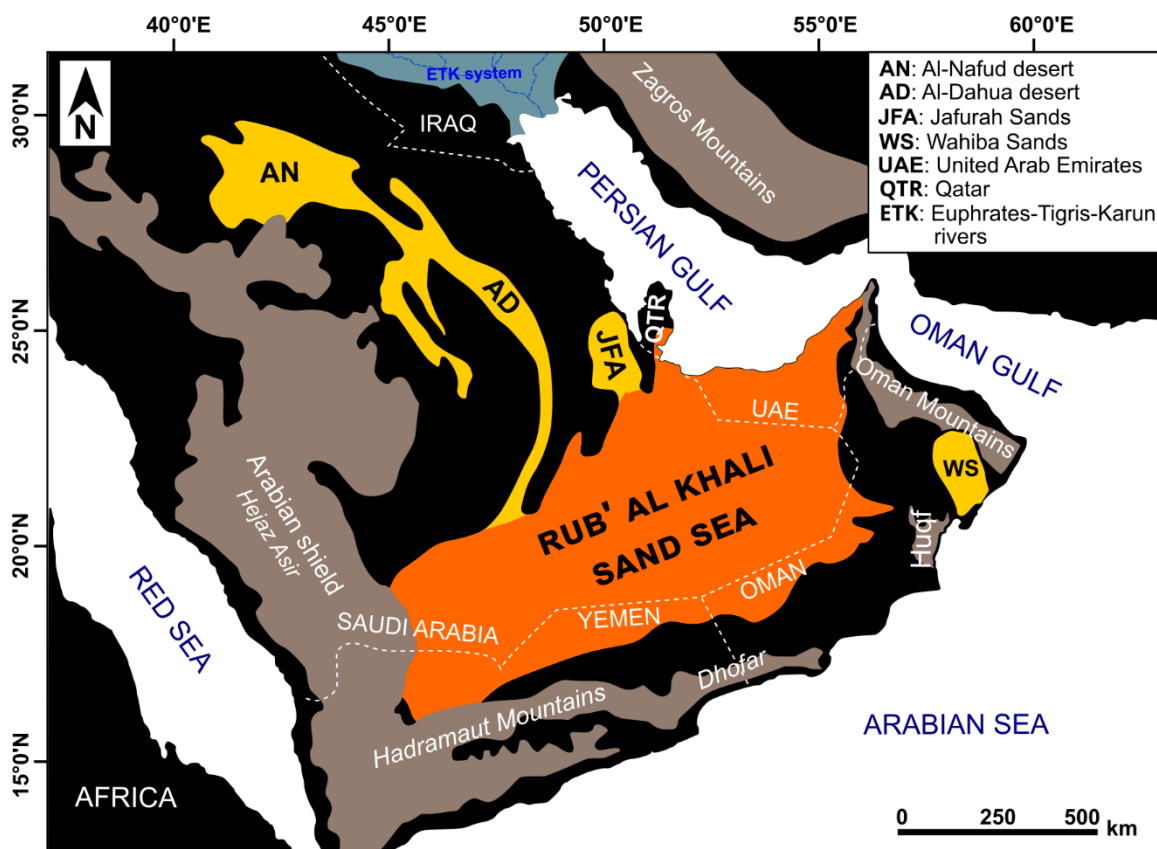 40°0'E 45°0'E 50°0'E 55°0'E 60°0'E
N
ETK system
IRAQ
Zagros Mountains
AN: Al-Nafud desert
AD: Al-Dahua desert
JFA: Jafurah Sands
WS: Wahiba Sands
UAE: United Arab Emirates
QTR: Qatar
ETK: Euphrates-Tigris-Karun
rivers
30°0'N
AN
PERSIAN GULF
AD
QTR
JFA
25°0'N
OMAN GULF
Oman Mountains
UAE
WS
Arabian shield
Hejaz Asir
RUB' AL KHALI
SAND SEA
Huqf
20°0'N
RED SEA
SAUDI ARABIA
YEMEN
OMAN
Dhofar
Hadramaut Mountains
ARABIAN SEA
15°0'N
AFRICA
0 250 500 km